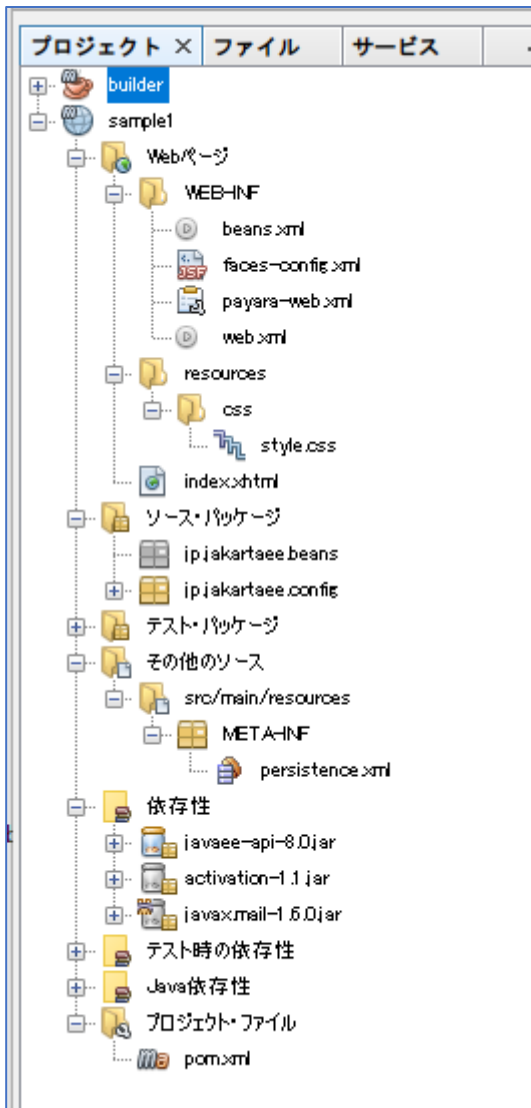 プロジェクト × ファイル サービス
builder
sample1
Webページ
WEB-INF
beans.xml
faces-config.xml
payara-web.xml
web.xml
resources
css
style.css
index.xhtml
ソース・パッケージ
jp.jakartaee.beans
jp.jakartaee.config
テスト・パッケージ
その他のソース
src/main/resources
META-INF
persistence.xml
依存性
javaee-api-8.0.jar
activation-1.1.jar
javax.mail-1.6.0.jar
テスト時の依存性
Java依存性
プロジェクト・ファイル
pom.xml